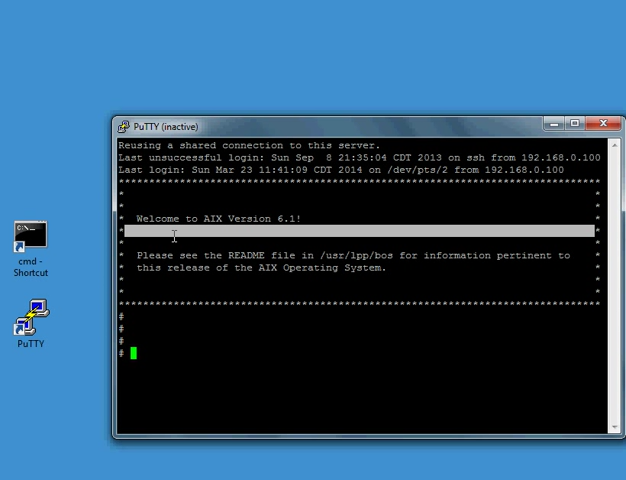 PuTTY (inactive)
Reusing a shared connection to this server.
Last unsuccessful login: Sun Sep  8 21:35:04 CDT 2013 on ssh from 192.168.0.100
Last login: Sun Mar 23 11:41:09 CDT 2014 on /dev/pts/2 from 192.168.0.100
*******************************************************************************
*                                                                             *
*                                                                             *
*  Welcome to AIX Version 6.1!                                                *
*                                                                             *
*                                                                             *
*  Please see the README file in /usr/lpp/bos for information pertinent to    *
*  this release of the AIX Operating System.                                  *
*                                                                             *
*                                                                             *
*******************************************************************************
#
#
#
#
C:\.
cmd -
Shortcut
PuTTY